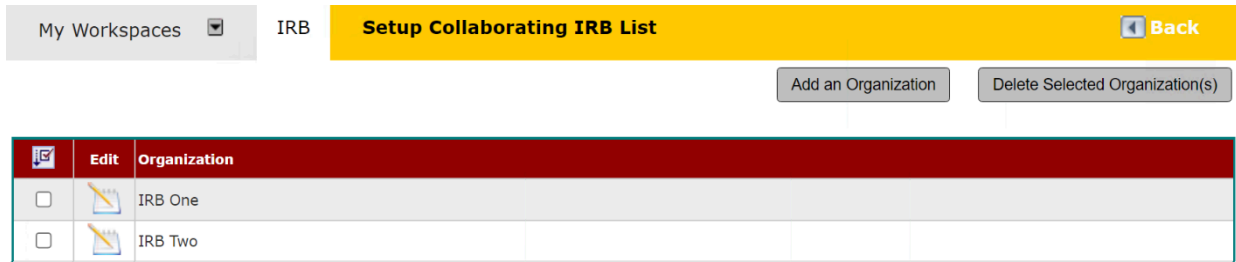 My Workspaces IRB Setup Collaborating IRB List Back
Add an Organization Delete Selected Organization(s)
Edit Organization
IRB One
IRB Two